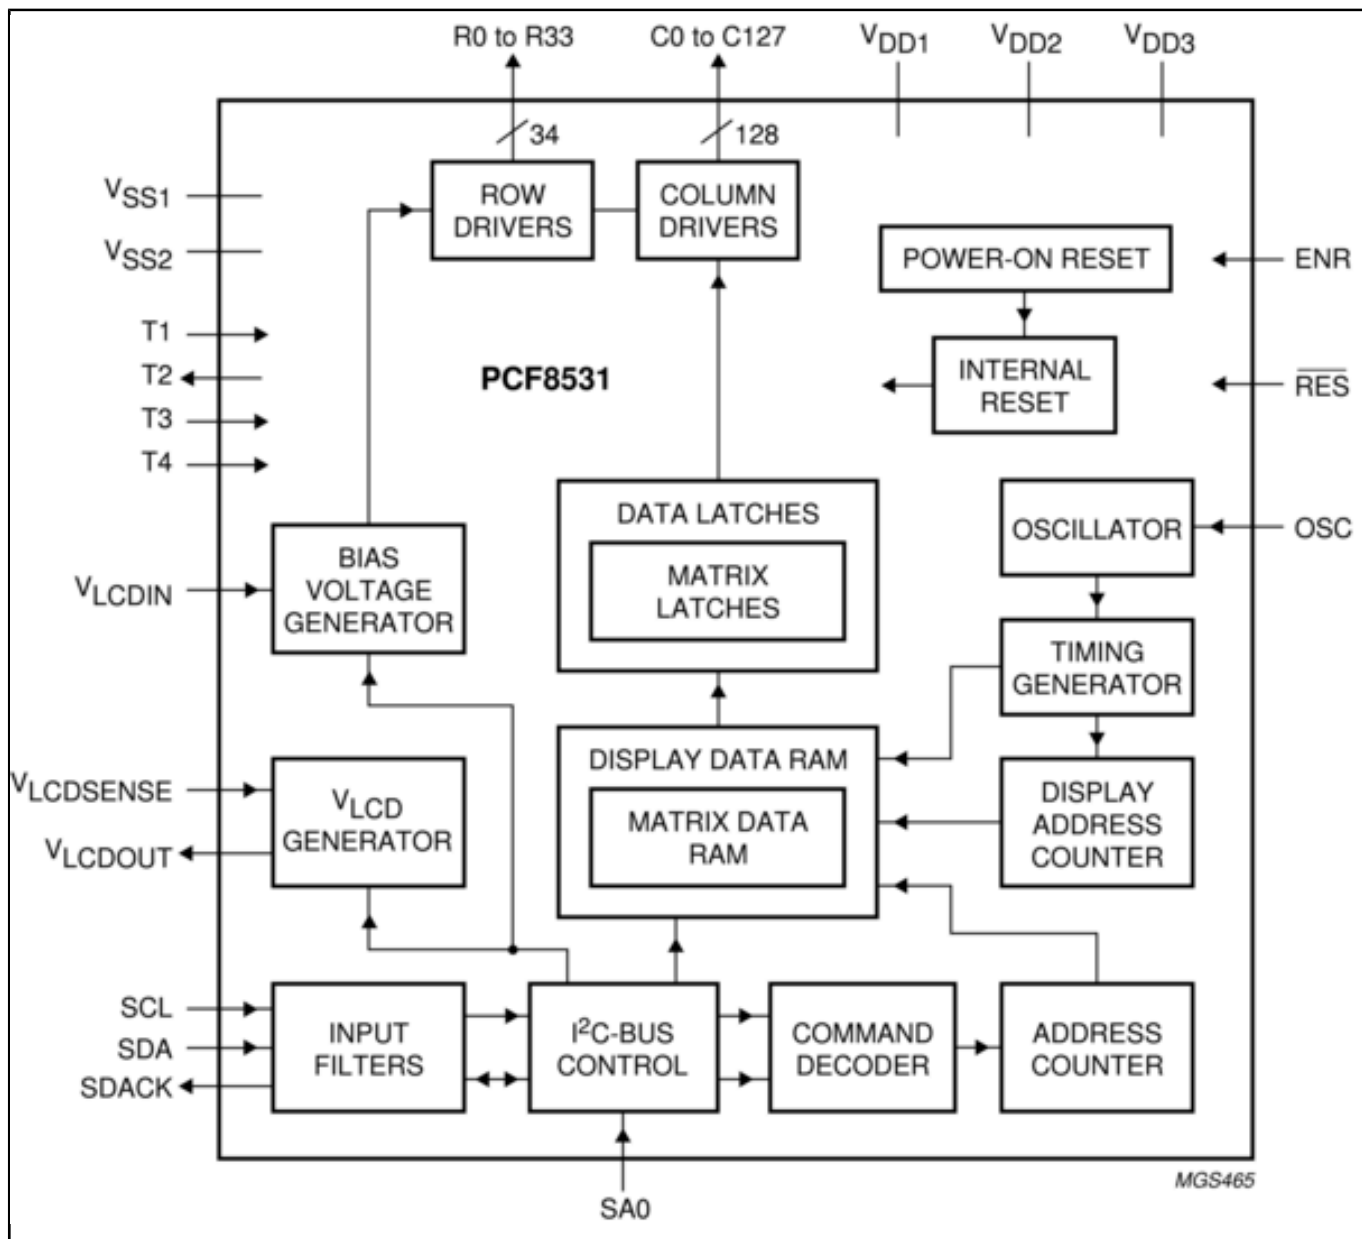 R0 to R33
C0 to C127
VDD1
VDD2
VDD3
34
128
ROW
DRIVERS
COLUMN
DRIVERS
VSS1
VSS2
POWER-ON RESET
ENR
T1
T2
T3
T4
PCF8531
INTERNAL
RESET
RES
DATA LATCHES
MATRIX
LATCHES
OSCILLATOR
OSC
BIAS
VOLTAGE
GENERATOR
VLCDIN
TIMING
GENERATOR
DISPLAY DATA RAM
MATRIX DATA
RAM
DISPLAY
ADDRESS
COUNTER
VLCDSENSE
VLCDOUT
VLCD
GENERATOR
SCL
SDA
SDACK
INPUT
FILTERS
I²C-BUS
CONTROL
COMMAND
DECODER
ADDRESS
COUNTER
MGS465
SA0